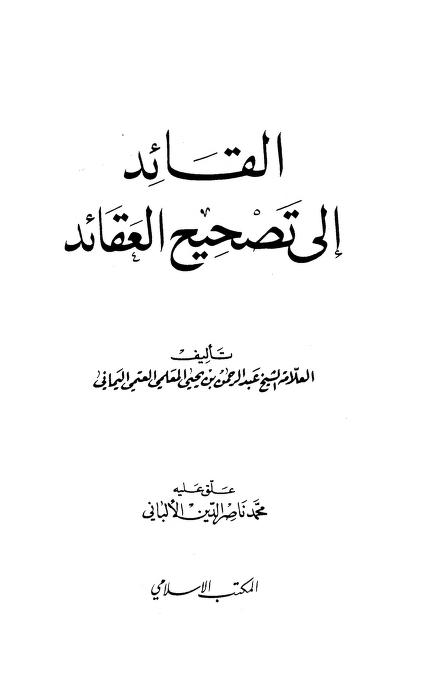 القائد
إلى تصحيح العقائد
تأليف
العلامة الشيخ عبد الرحمن بن يحيى المعلمي العتمي اليماني
علق عليه
محمد ناصر الدين الألباني
المكتب الإسلامي